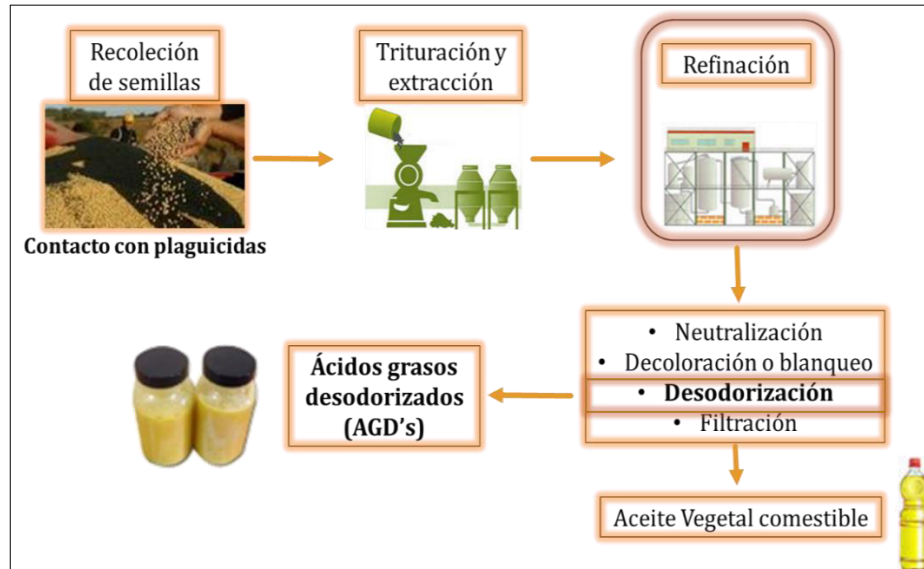 Recoleción
de semillas
Trituración y
extracción
Refinación
Contacto con plaguicidas
• Neutralización
• Decoloración o blanqueo
• Desodorización
• Filtración
Ácidos grasos
desodorizados
(AGD’s)
Aceite Vegetal comestible